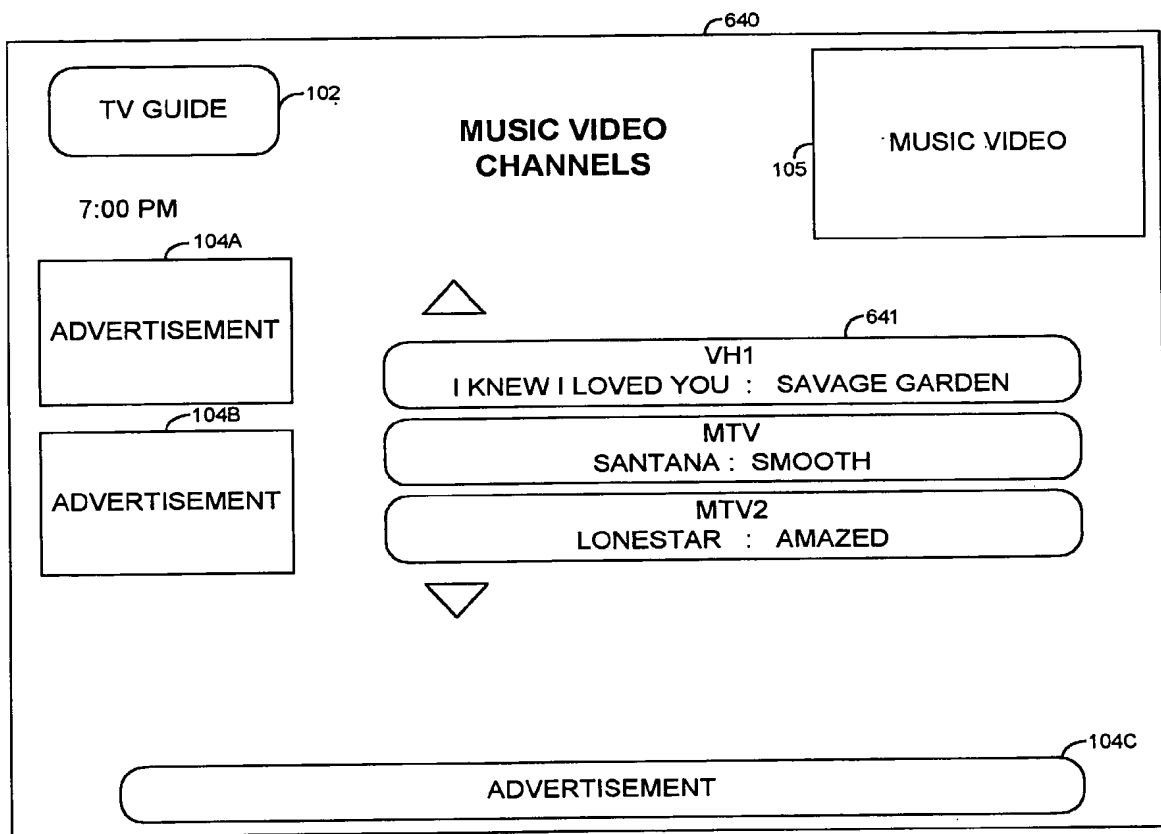 640
TV GUIDE
102
MUSIC VIDEO
CHANNELS
105
MUSIC VIDEO
7:00 PM
104A
ADVERTISEMENT
104B
ADVERTISEMENT
641
VH1
I KNEW I LOVED YOU : SAVAGE GARDEN
MTV
SANTANA : SMOOTH
MTV2
LONESTAR : AMAZED
104C
ADVERTISEMENT